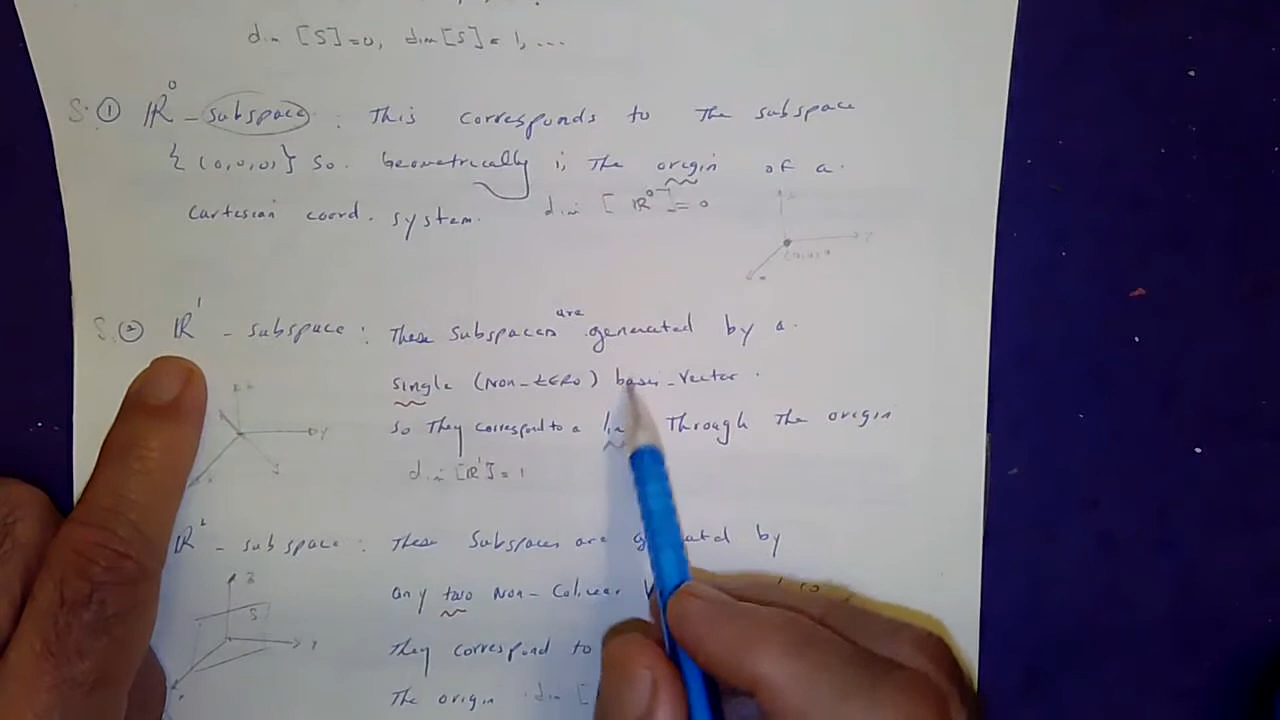 dim [S]=0, dim[S]=1, ...
S. ① ℝ⁰ - subspace : This corresponds to The subspace
{(0,0,0)} so. Geometrically is The origin of a.
Cartesian coord. system. dim [ℝ⁰]=0
Z
Y
S. ② ℝ¹ - subspace : These subspaces are generated by a.
single (Non-ZERO) basis-vector.
so They correspond to a through The origin
dim [ℝ¹]=1
Y
ℝ² - subspace : These Subspaces are by
any two Non-Colinear
They correspond to
The origin . dim [
Z
S
Y